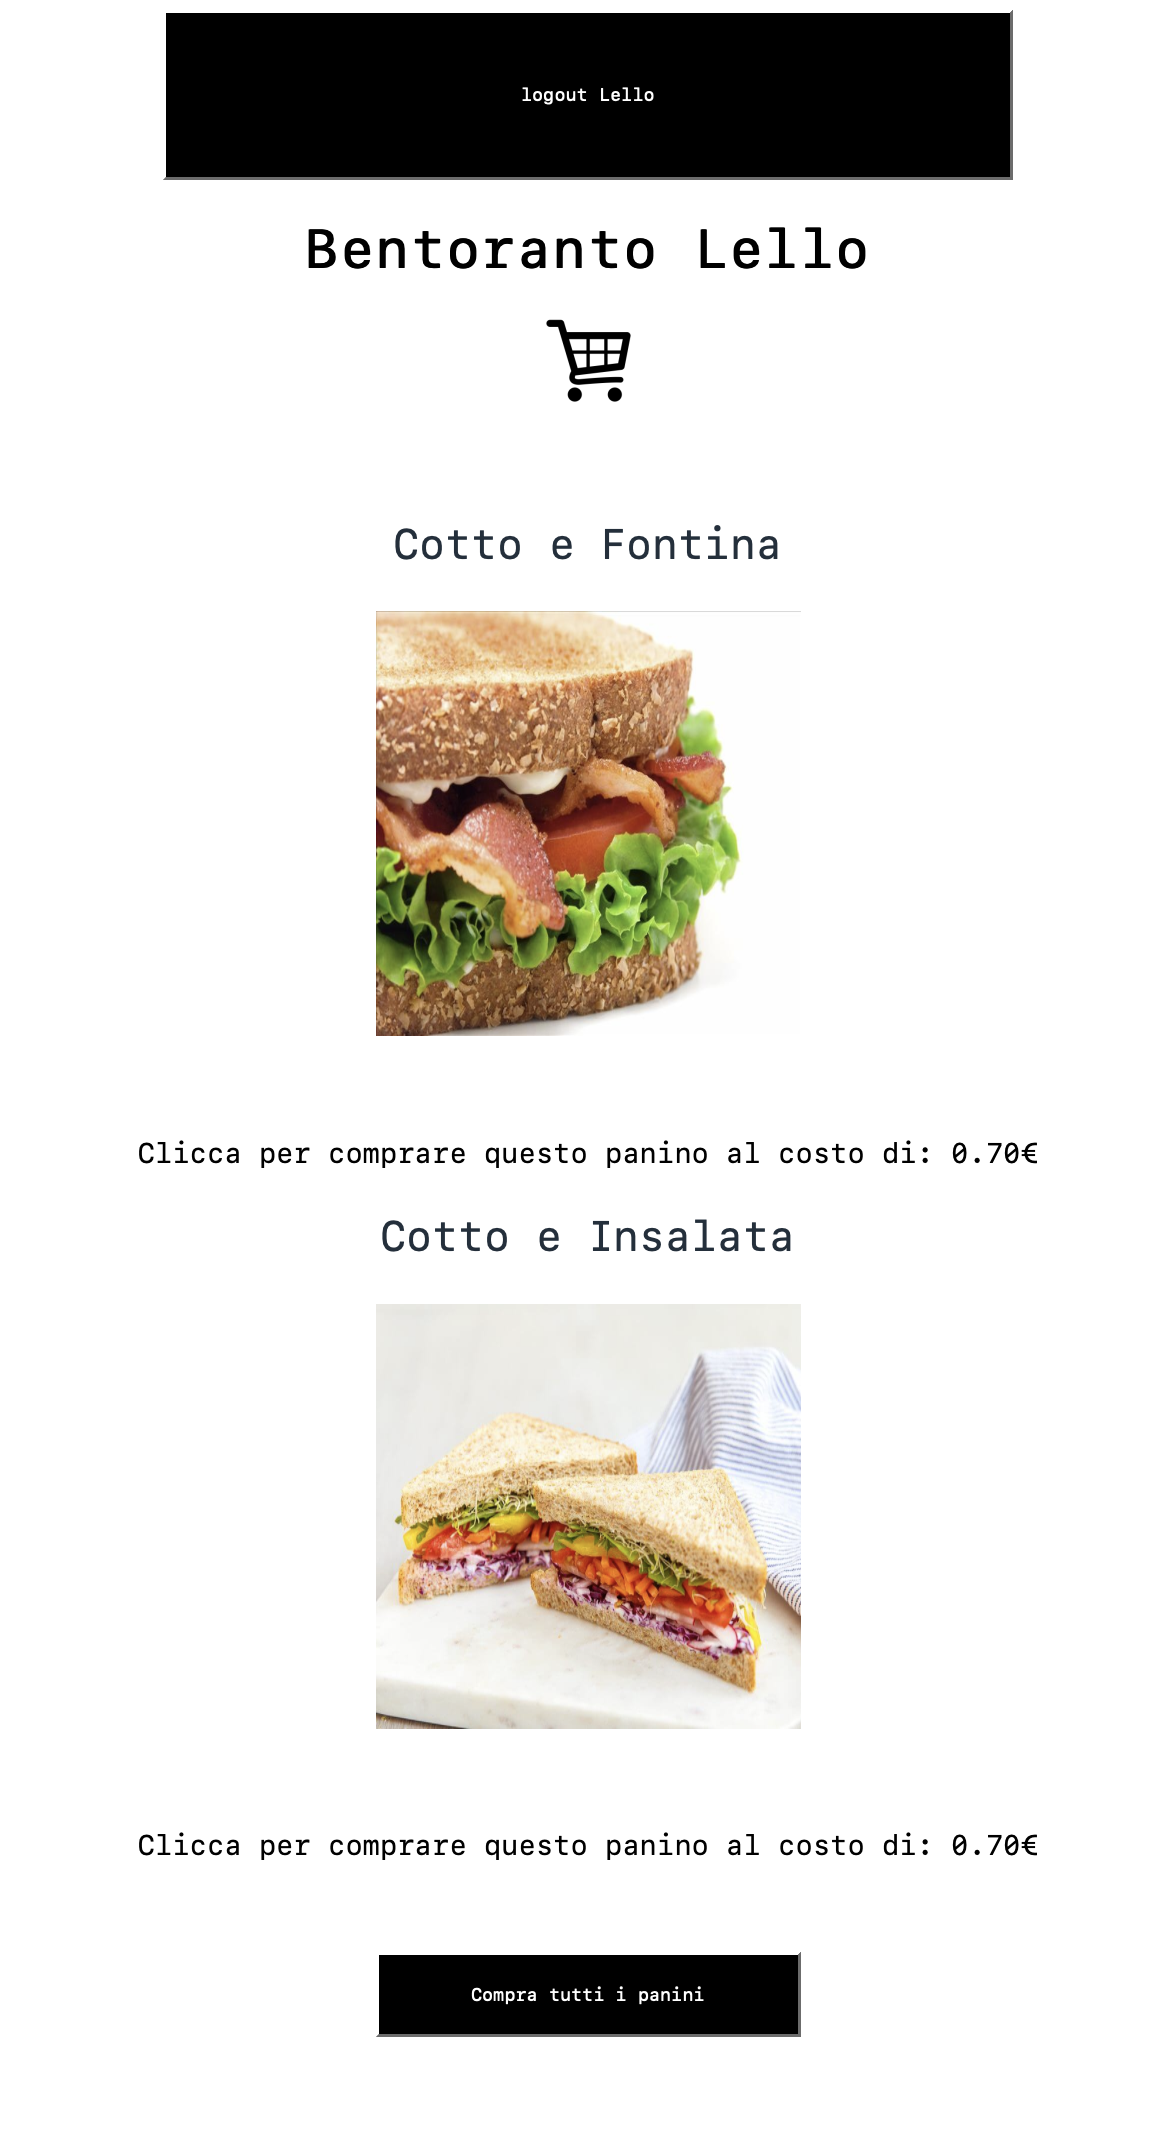 logout Lello
Bentoranto Lello
Cotto e Fontina
Clicca per comprare questo panino al costo di: 0.70€
Cotto e Insalata
Clicca per comprare questo panino al costo di: 0.70€
Compra tutti i panini